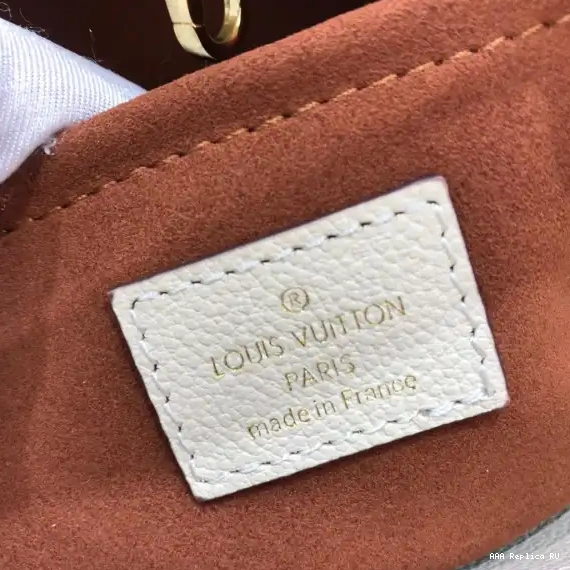 ®
LOUIS VUITTON
PARIS
made in France
AAA Replica RU